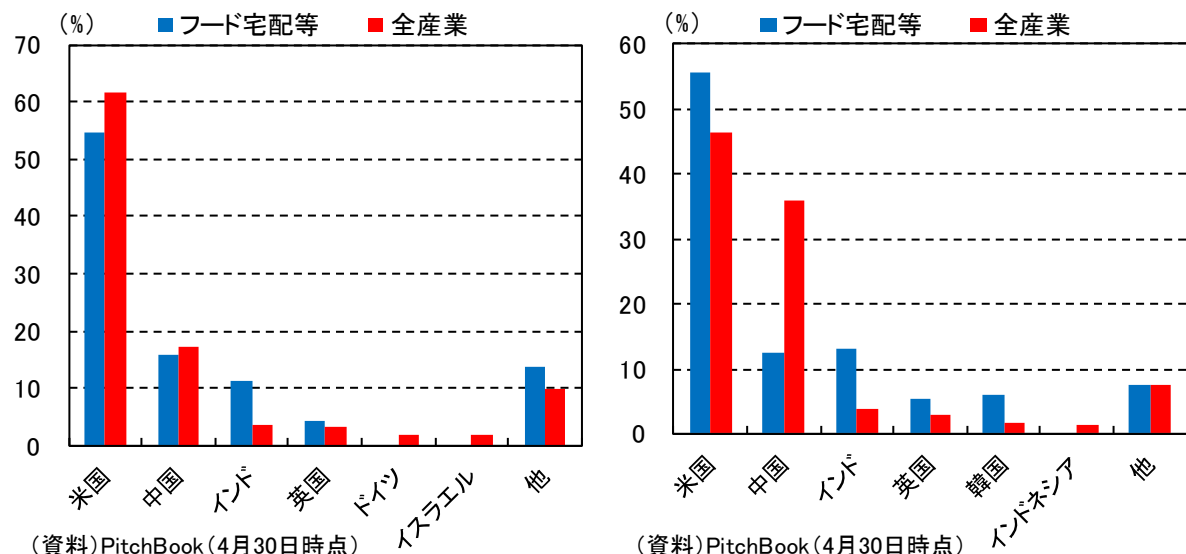 (%)
フード宅配等
全産業
70
60
50
40
30
20
10
0
米国
中国
インド
英国
ドイツ
イスラエル
他
(資料)PitchBook(4月30日時点)
(%)
フード宅配等
全産業
60
50
40
30
20
10
0
米国
中国
インド
英国
韓国
インドネシア
他
(資料)PitchBook(4月30日時点)